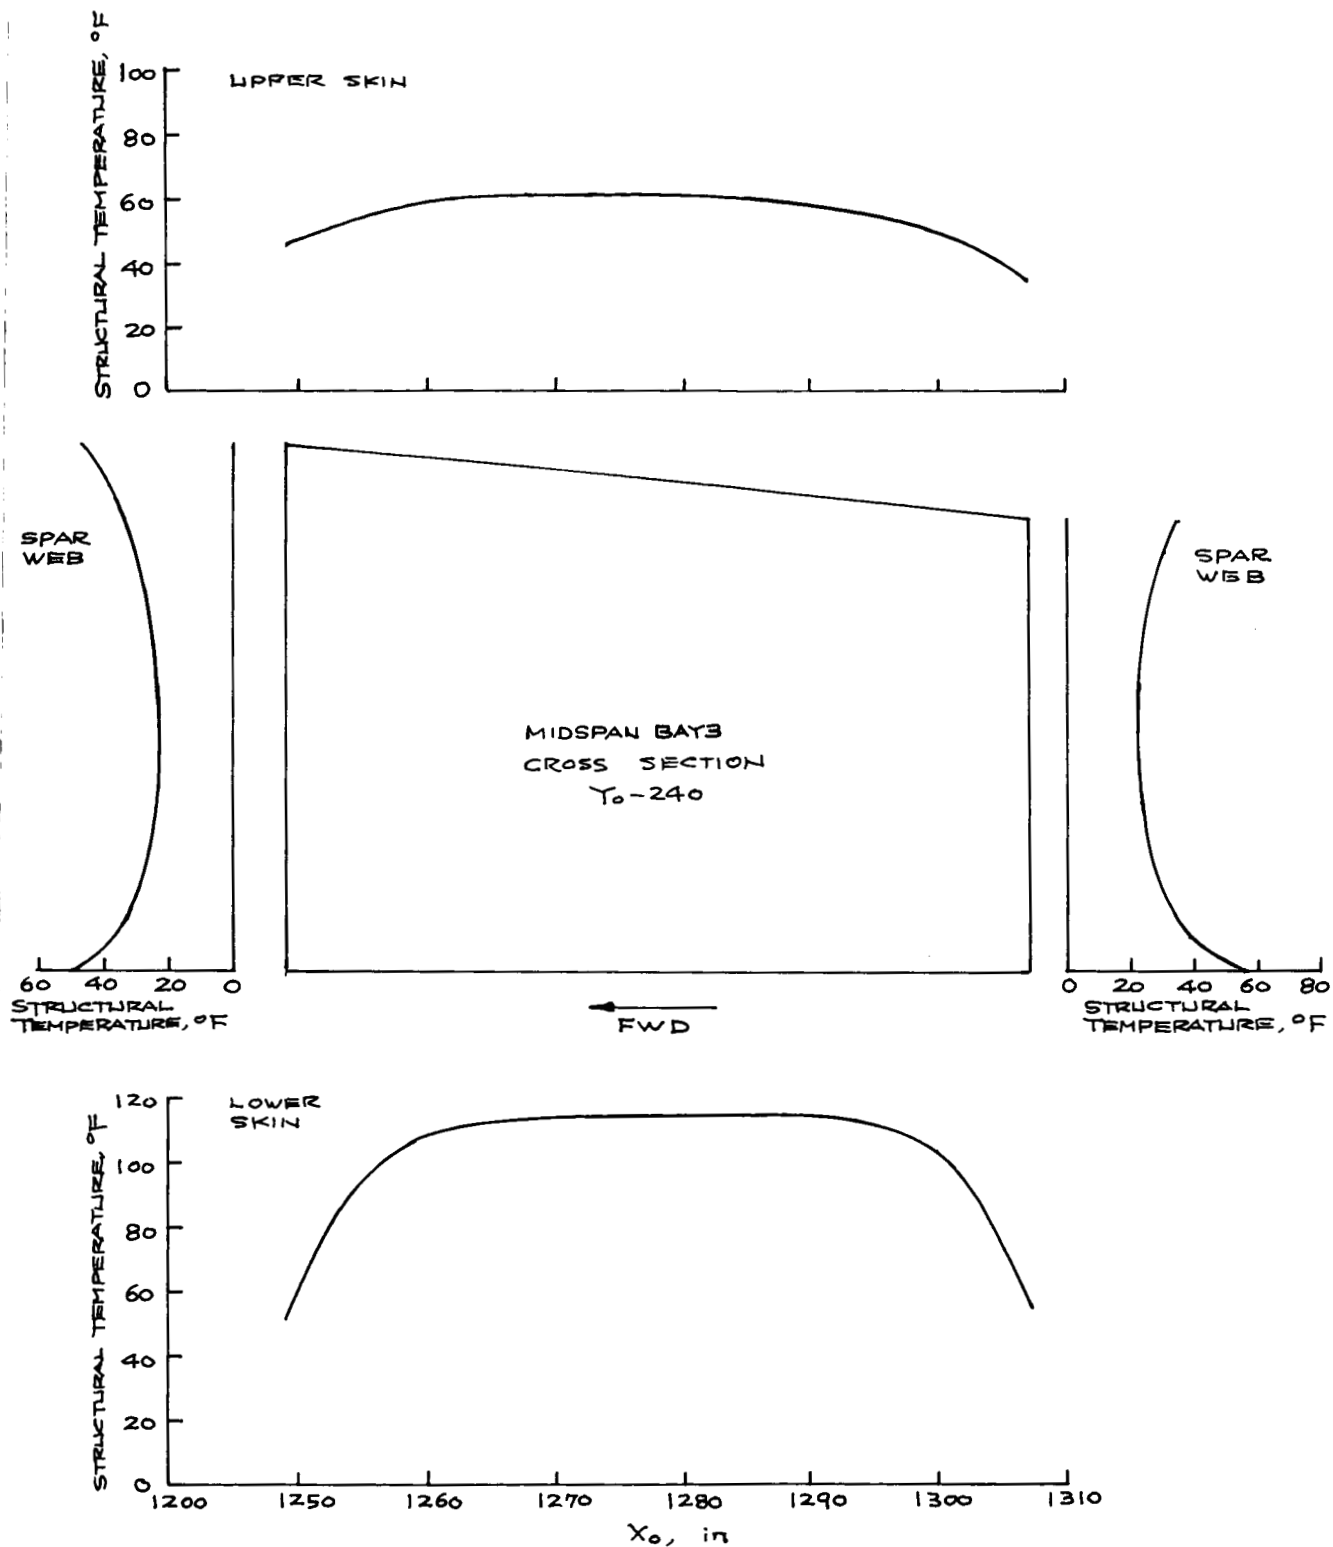 STRUCTURAL TEMPERATURE, °F
100
80
60
40
20
0
UPPER SKIN
SPAR
WEB
SPAR
WEB
MIDSPAN BAY3
CROSS SECTION
Yo-240
60 40 20 0
STRUCTURAL
TEMPERATURE, °F
FWD
0 20 40 60 80
STRUCTURAL
TEMPERATURE, °F
STRUCTURAL TEMPERATURE, °F
120
100
80
60
40
20
0
LOWER
SKIN
1200 1250 1260 1270 1280 1290 1300 1310
Xo, in